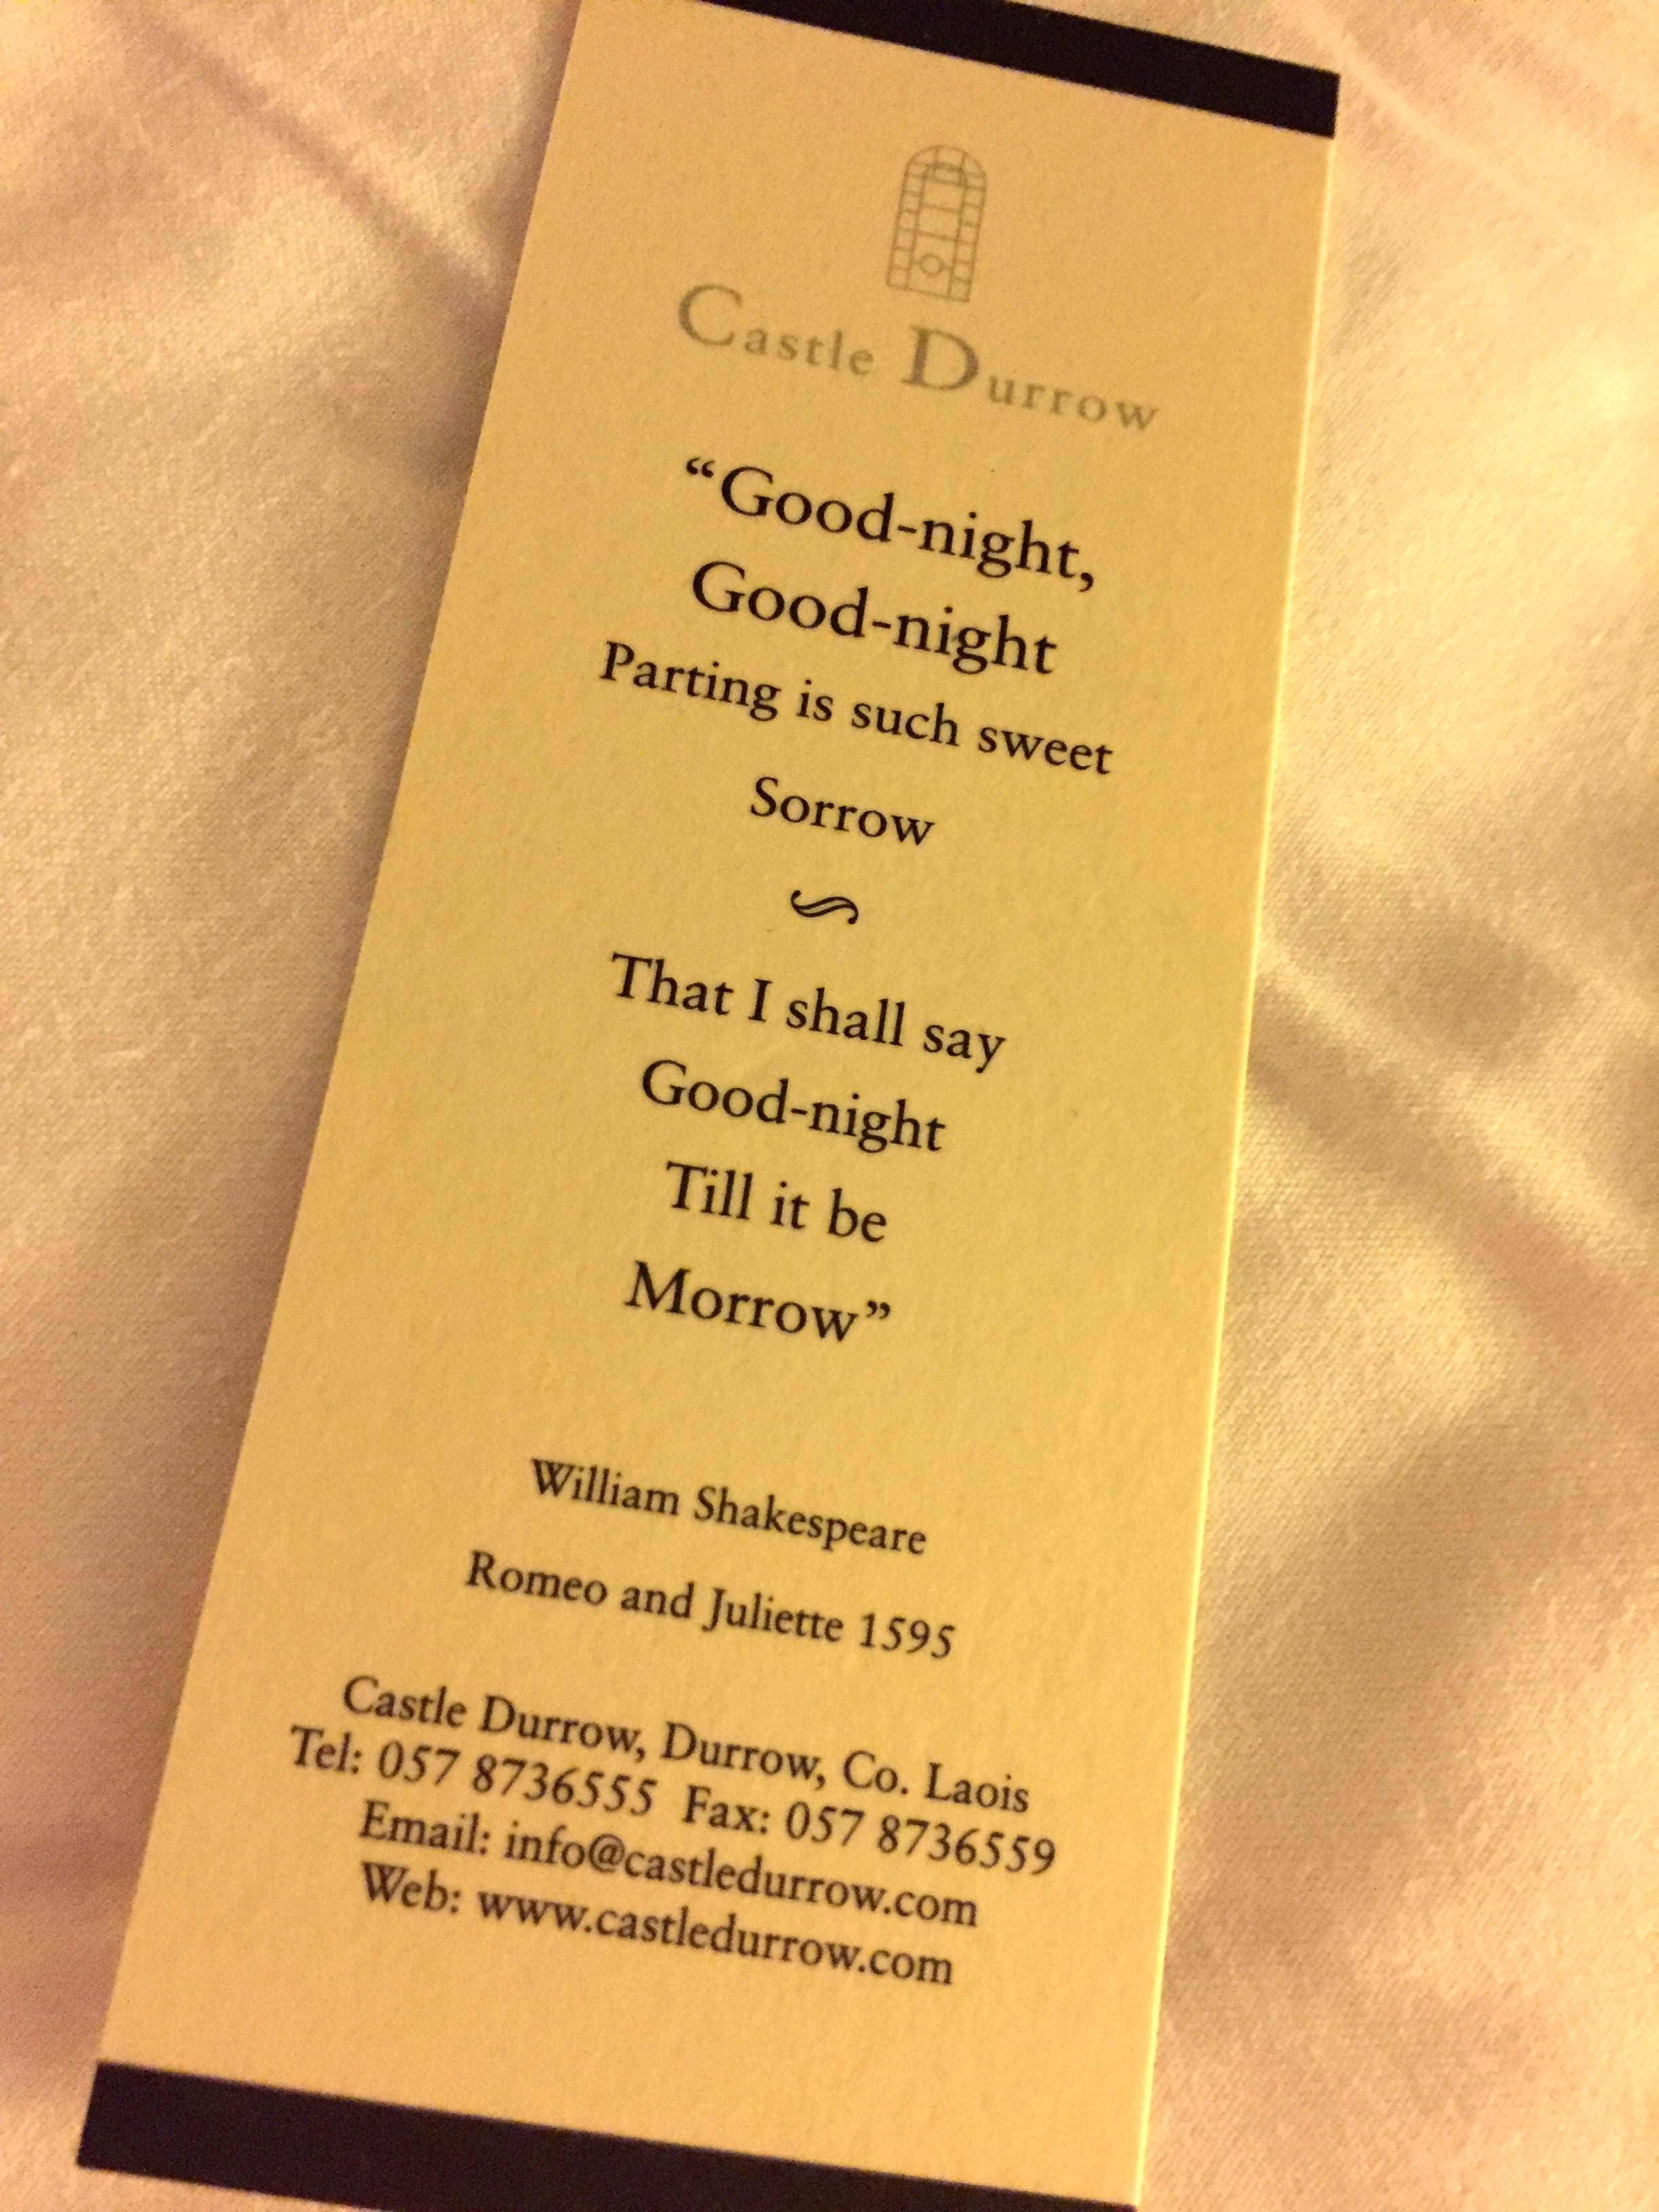 Castle Durrow
“Good-night,
Good-night
Parting is such sweet
Sorrow
That I shall say
Good-night
Till it be
Morrow”
William Shakespeare
Romeo and Juliette 1595
Castle Durrow, Durrow, Co. Laois
Tel: 057 8736555 Fax: 057 8736559
Email: info@castledurrow.com
Web: www.castledurrow.com